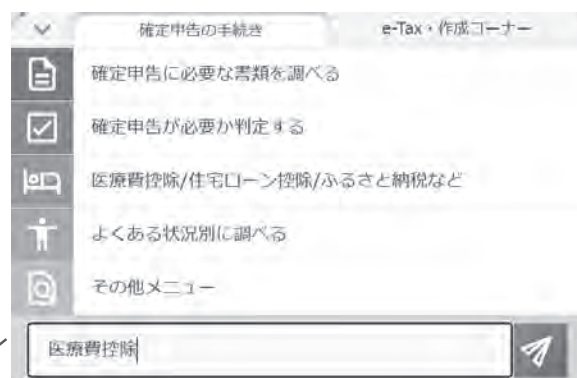 確定申告の手続き
e-Tax・作成コーナー
確定申告に必要な書類を調べる
確定申告が必要か判定する
医療費控除/住宅ローン控除/ふるさと納税など
よくある状況別に調べる
その他メニュー
医療費控除